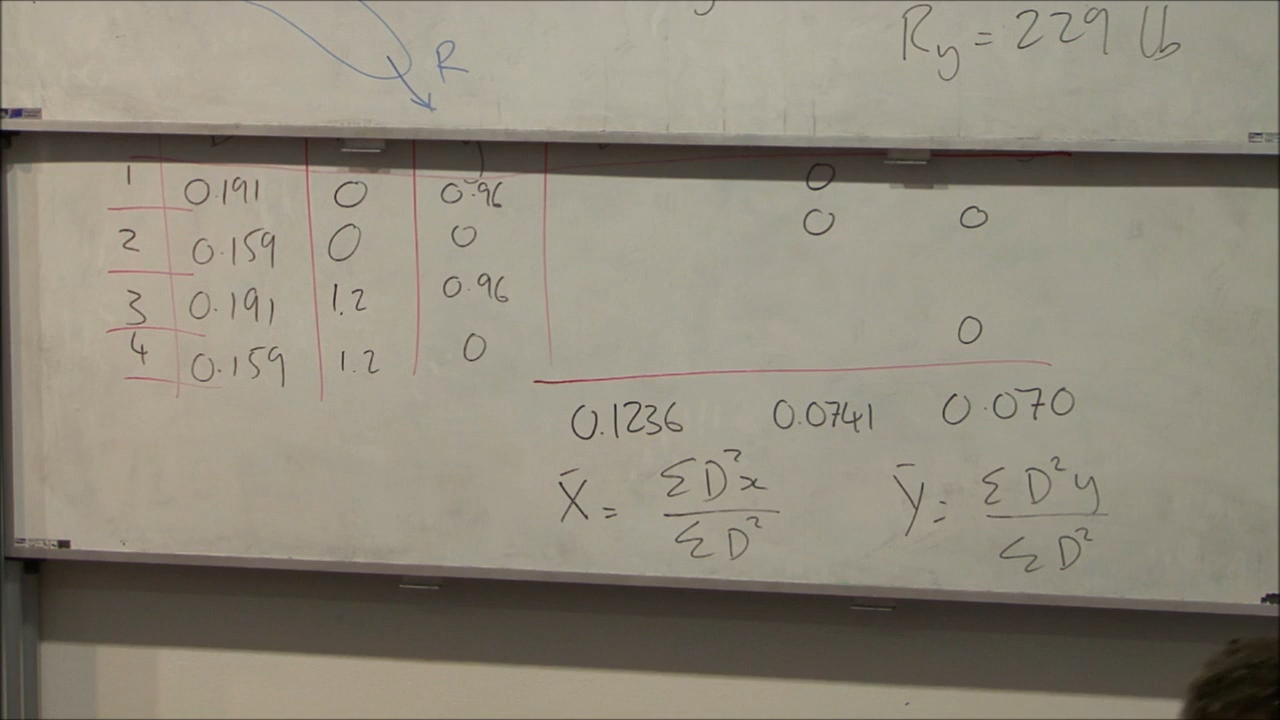 R
Ry = 229 lb
1 0.191 0 0.96 0
2 0.159 0 0 0 0
3 0.191 1.2 0.96
4 0.159 1.2 0 0
0.1236 0.0741 0.070
X̄ = ΣD²x / ΣD² Ȳ = ΣD²y / ΣD²